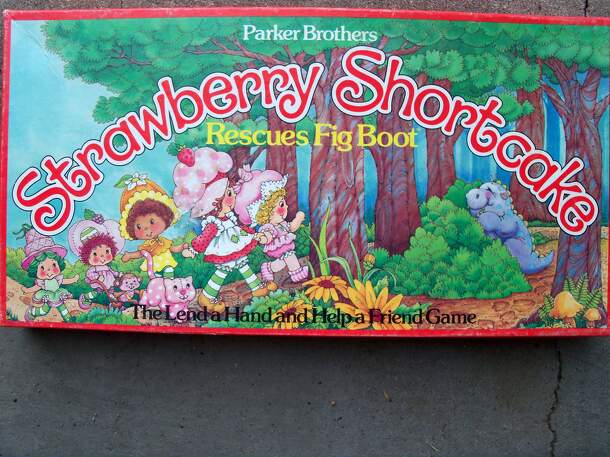 Parker Brothers
Strawberry Shortcake
Rescues Fig Boot
The Lend a Hand and Help a Friend Game